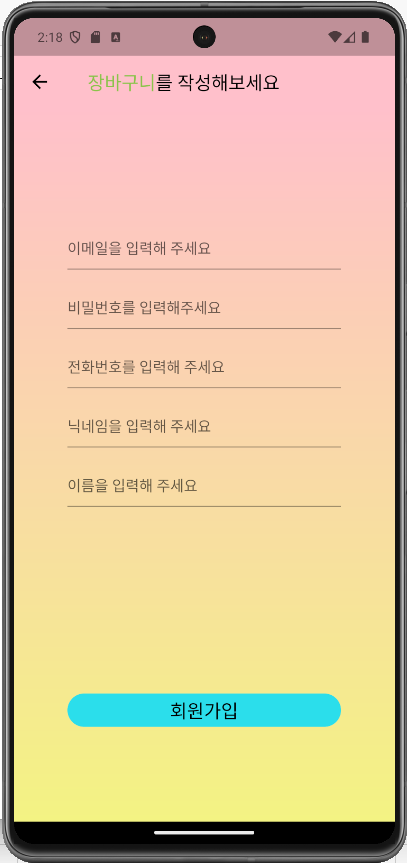 2:18
장바구니를 작성해보세요
이메일을 입력해 주세요
비밀번호를 입력해주세요
전화번호를 입력해 주세요
닉네임을 입력해 주세요
이름을 입력해 주세요
회원가입